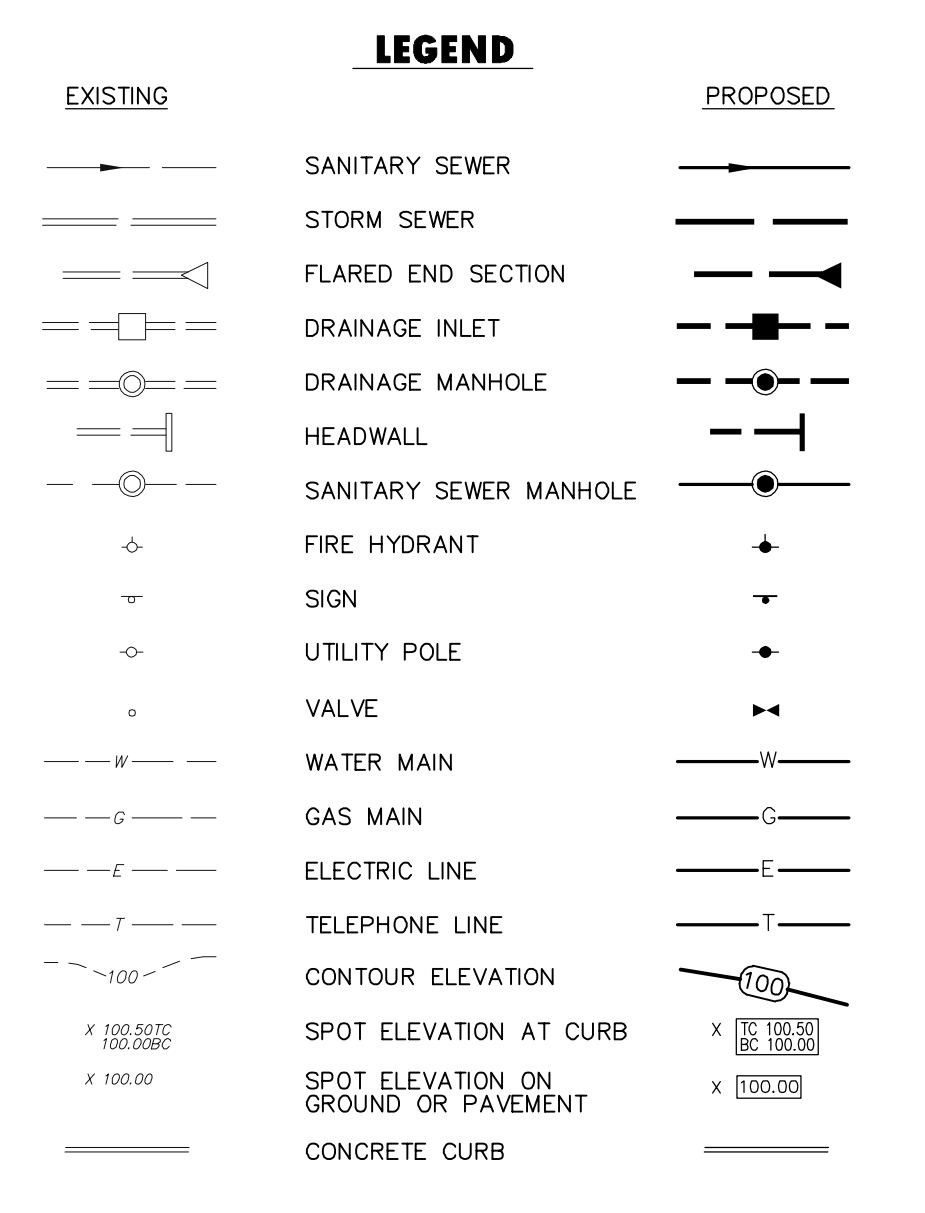 LEGEND
EXISTING PROPOSED
SANITARY SEWER
STORM SEWER
FLARED END SECTION
DRAINAGE INLET
DRAINAGE MANHOLE
HEADWALL
SANITARY SEWER MANHOLE
FIRE HYDRANT
SIGN
UTILITY POLE
VALVE
W WATER MAIN W
G GAS MAIN G
E ELECTRIC LINE E
T TELEPHONE LINE T
100 CONTOUR ELEVATION 100
X 100.50TC SPOT ELEVATION AT CURB X TC 100.50
100.00BC BC 100.00
X 100.00 SPOT ELEVATION ON X 100.00
GROUND OR PAVEMENT
CONCRETE CURB